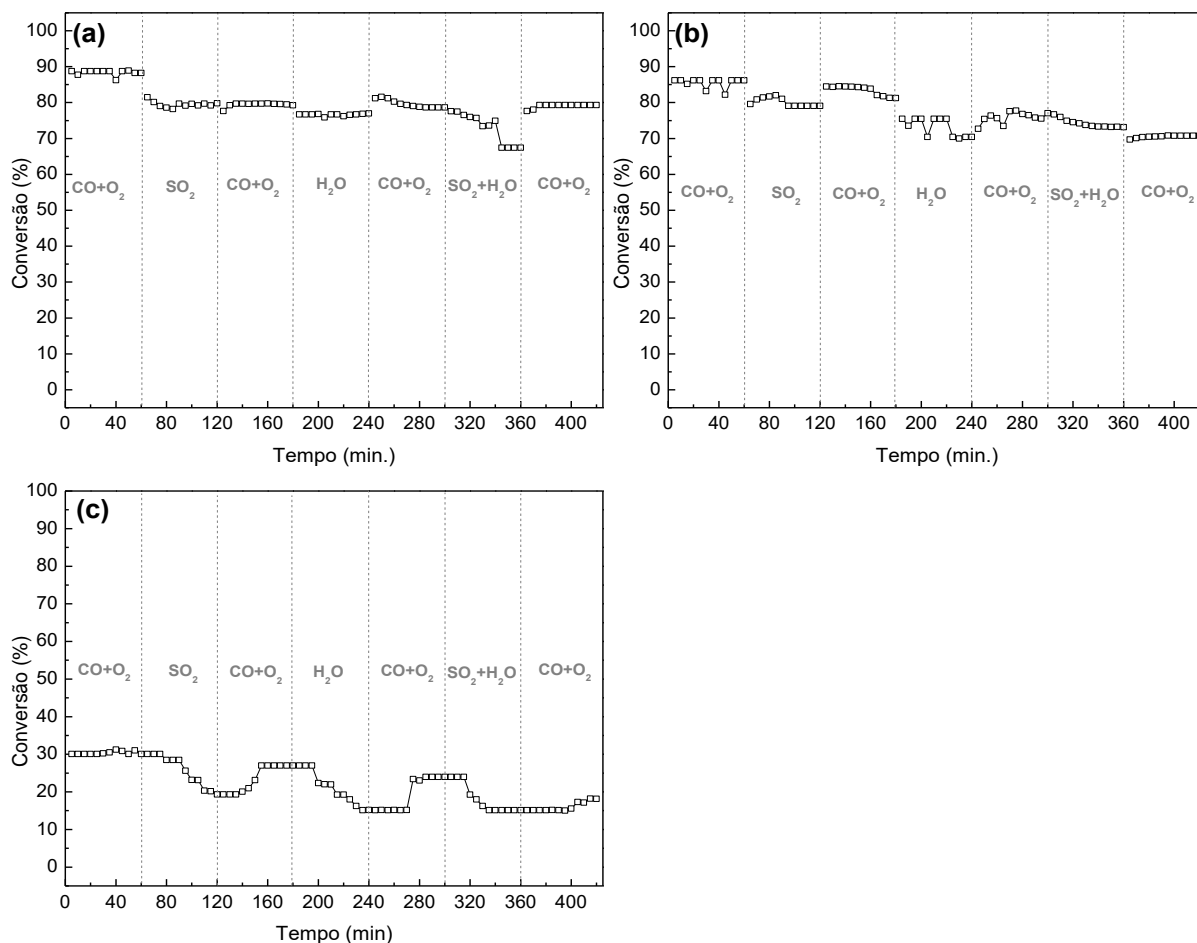 (a)
Conversão (%)
100
90
80
70
60
50
40
30
20
10
0
CO+O₂ SO₂ CO+O₂ H₂O CO+O₂ SO₂+H₂O CO+O₂
0 40 80 120 160 200 240 280 320 360 400
Tempo (min.)
(b)
Conversão (%)
100
90
80
70
60
50
40
30
20
10
0
CO+O₂ SO₂ CO+O₂ H₂O CO+O₂ SO₂+H₂O CO+O₂
0 40 80 120 160 200 240 280 320 360 400
Tempo (min.)
(c)
Conversão (%)
100
90
80
70
60
50
40
30
20
10
0
CO+O₂ SO₂ CO+O₂ H₂O CO+O₂ SO₂+H₂O CO+O₂
0 40 80 120 160 200 240 280 320 360 400
Tempo (min)